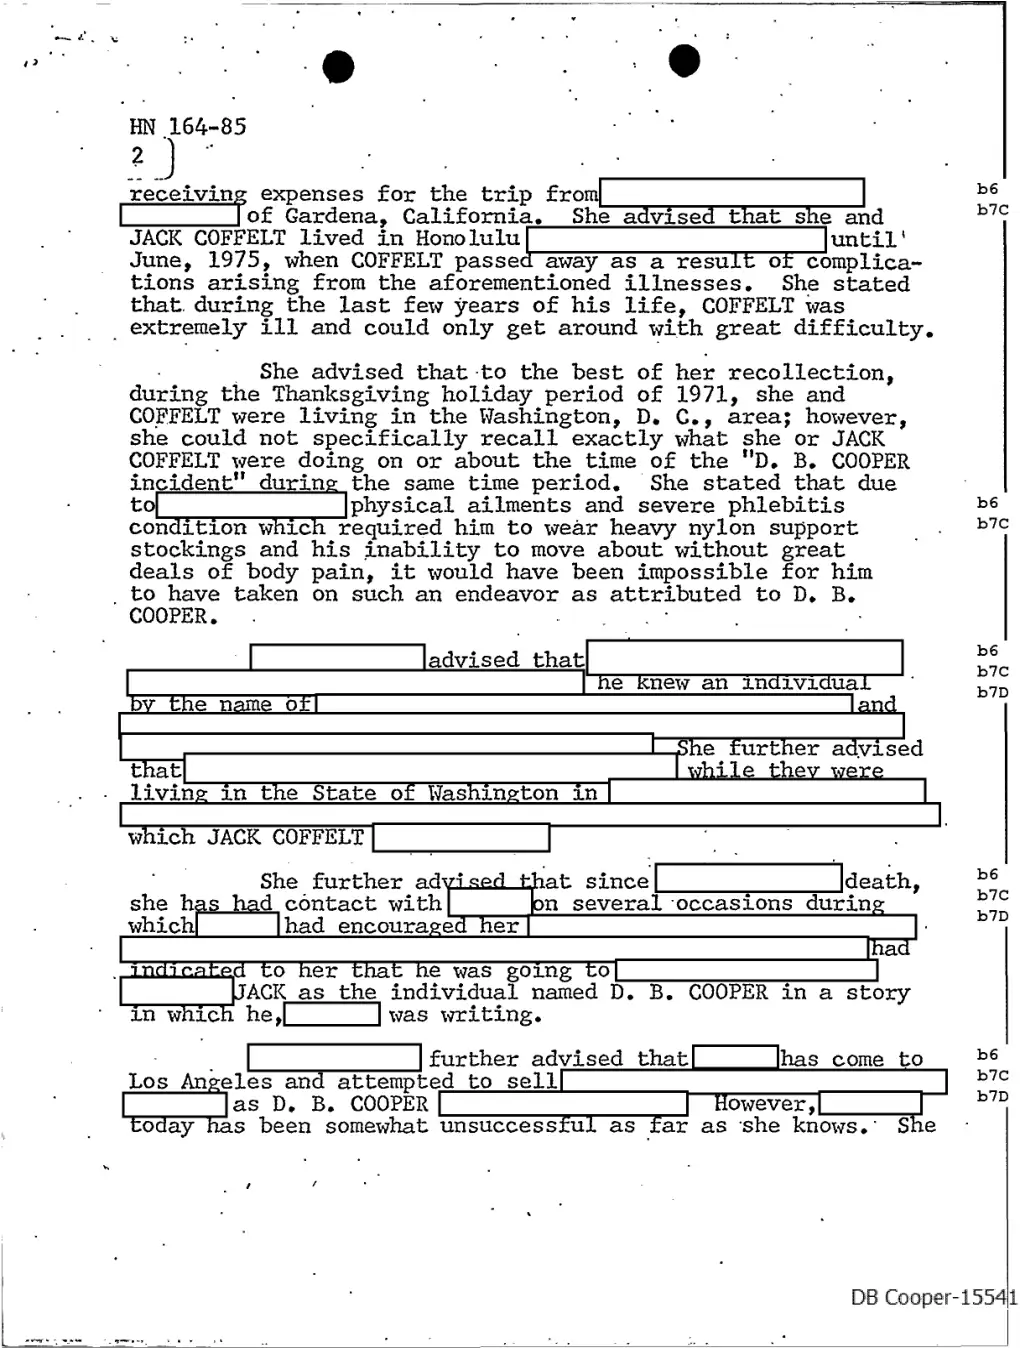 HN 164-85
2
receiving expenses for the trip from b6
of Gardena, California. She advised that she and b7C
JACK COFFELT lived in Honolulu until'
June, 1975, when COFFELT passed away as a result of complica-
tions arising from the aforementioned illnesses. She stated
that during the last few years of his life, COFFELT was
extremely ill and could only get around with great difficulty.
She advised that to the best of her recollection,
during the Thanksgiving holiday period of 1971, she and
COFFELT were living in the Washington, D. C., area; however,
she could not specifically recall exactly what she or JACK
COFFELT were doing on or about the time of the "D. B. COOPER
incident" during the same time period. She stated that due
to physical ailments and severe phlebitis b6
condition which required him to wear heavy nylon support b7C
stockings and his inability to move about without great
deals of body pain, it would have been impossible for him
to have taken on such an endeavor as attributed to D. B.
COOPER.
advised that b6
he knew an individual b7C
by the name of and b7D
She further advised
that while they were
living in the State of Washington in
which JACK COFFELT
She further advised that since death, b6
she has had contact with on several occasions during b7C
which had encouraged her b7D
had
indicated to her that he was going to
JACK as the individual named D. B. COOPER in a story
in which he, was writing.
further advised that has come to b6
Los Angeles and attempted to sell b7C
as D. B. COOPER However, b7D
today has been somewhat unsuccessful as far as she knows. She
DB Cooper-15541